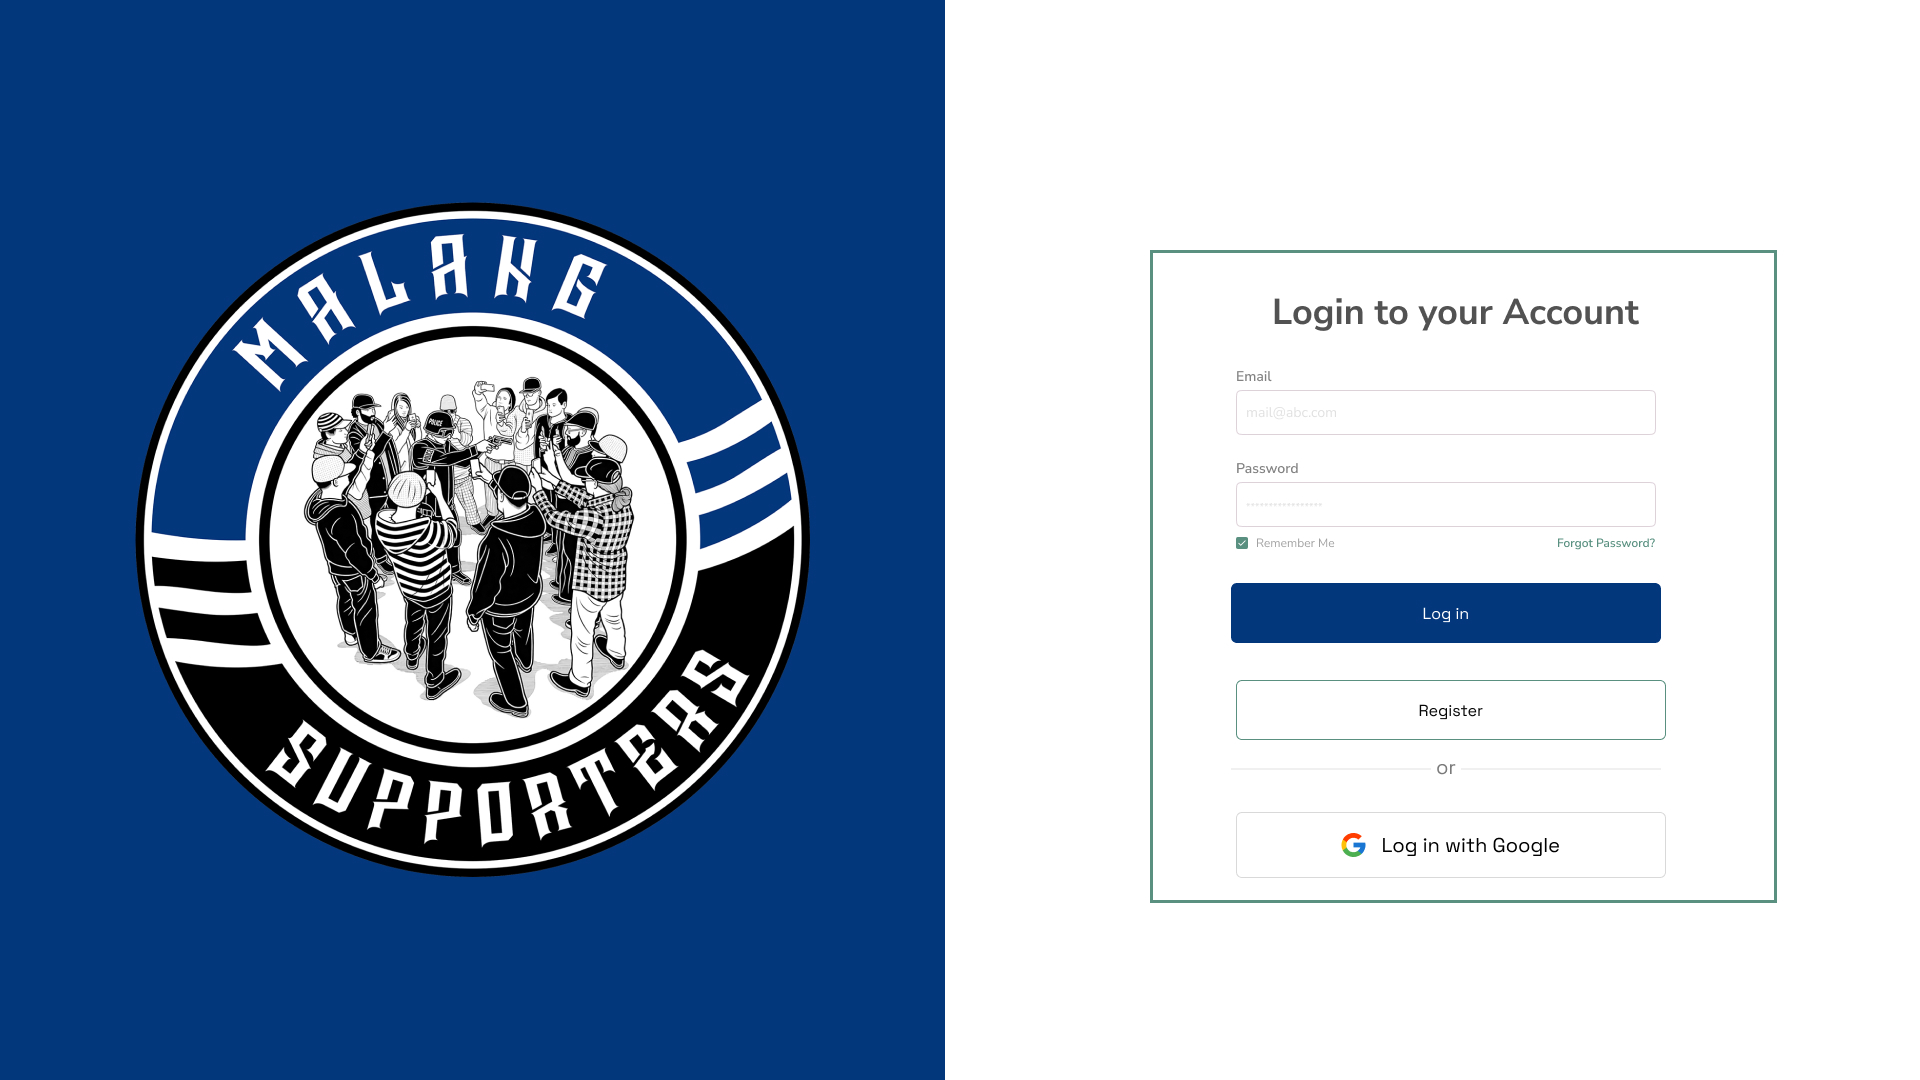 MALANG
POLICE
SUPPORTERS
Login to your Account
Email
mail@abc.com
Password
*****************
Remember Me
Forgot Password?
Log in
Register
or
Log in with Google